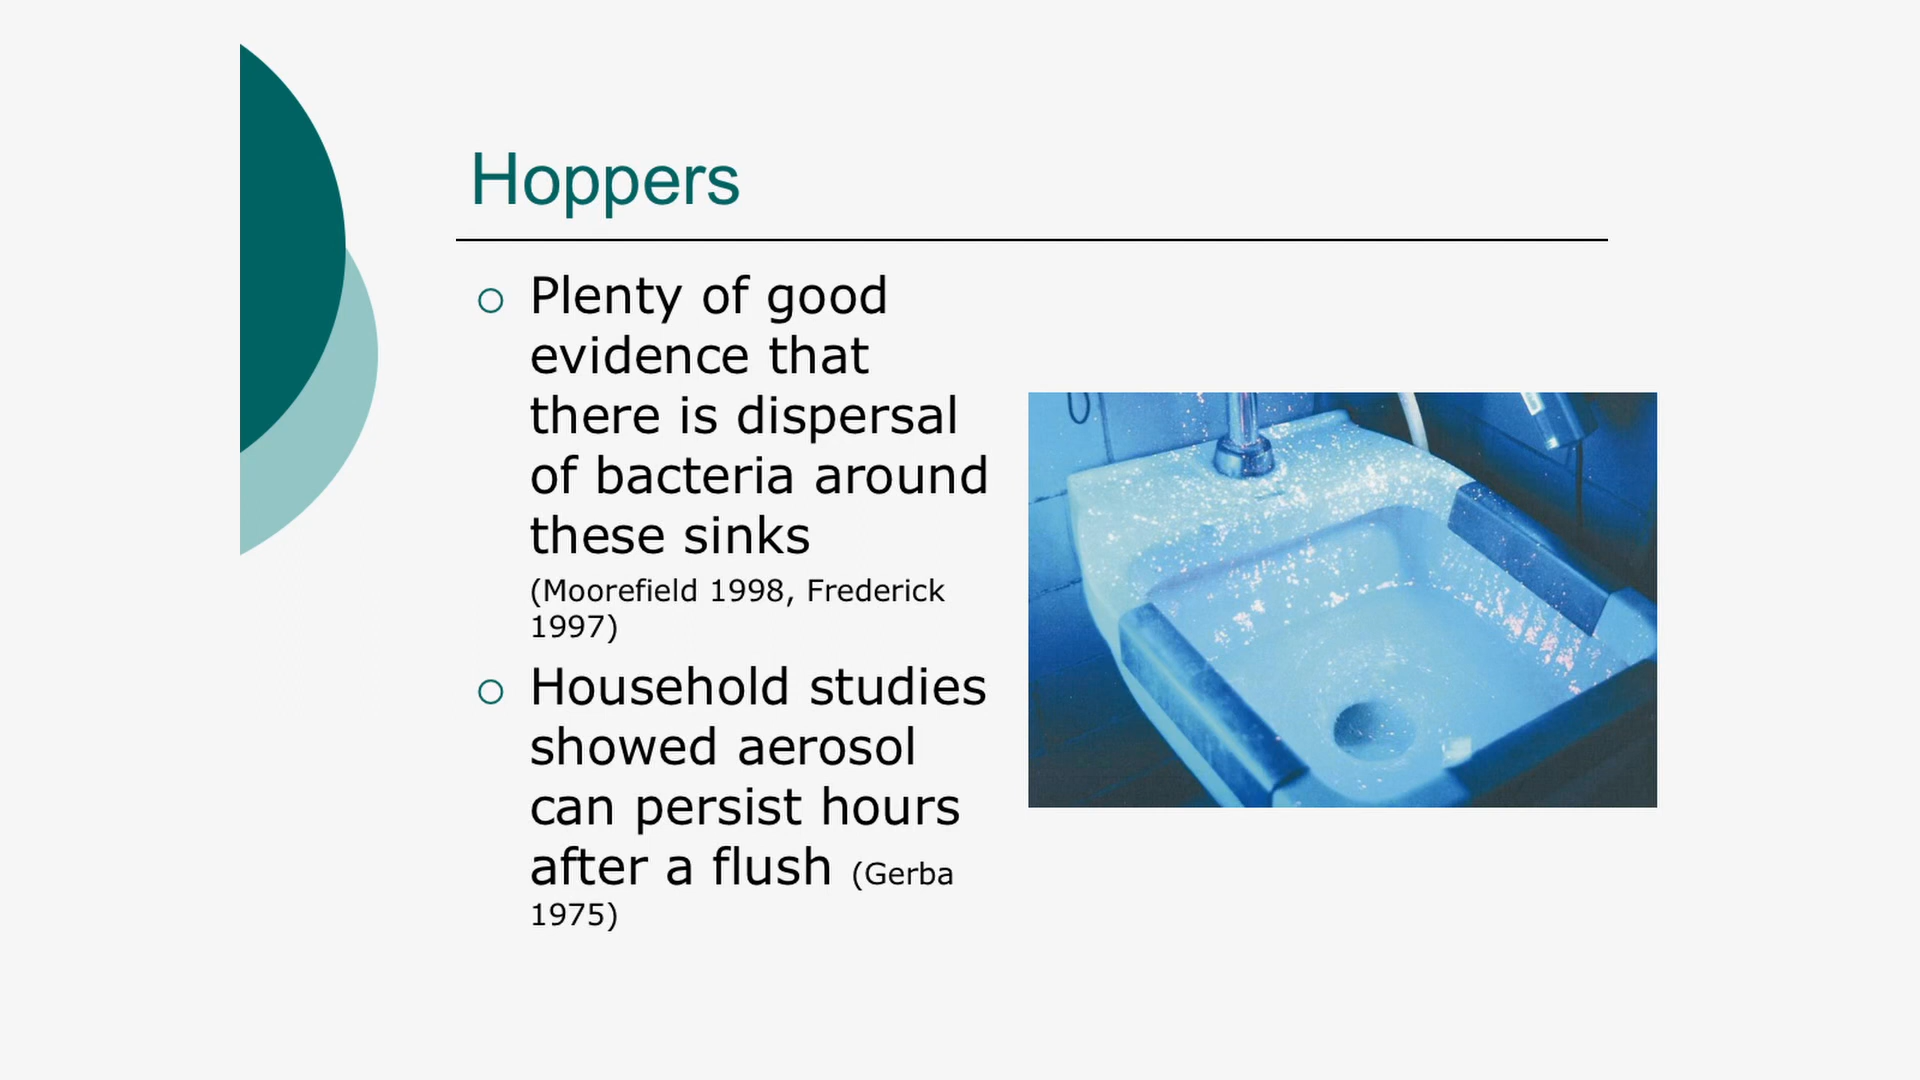 Hoppers
Plenty of good
evidence that
there is dispersal
of bacteria around
these sinks
(Moorefield 1998, Frederick
1997)
Household studies
showed aerosol
can persist hours
after a flush (Gerba
1975)